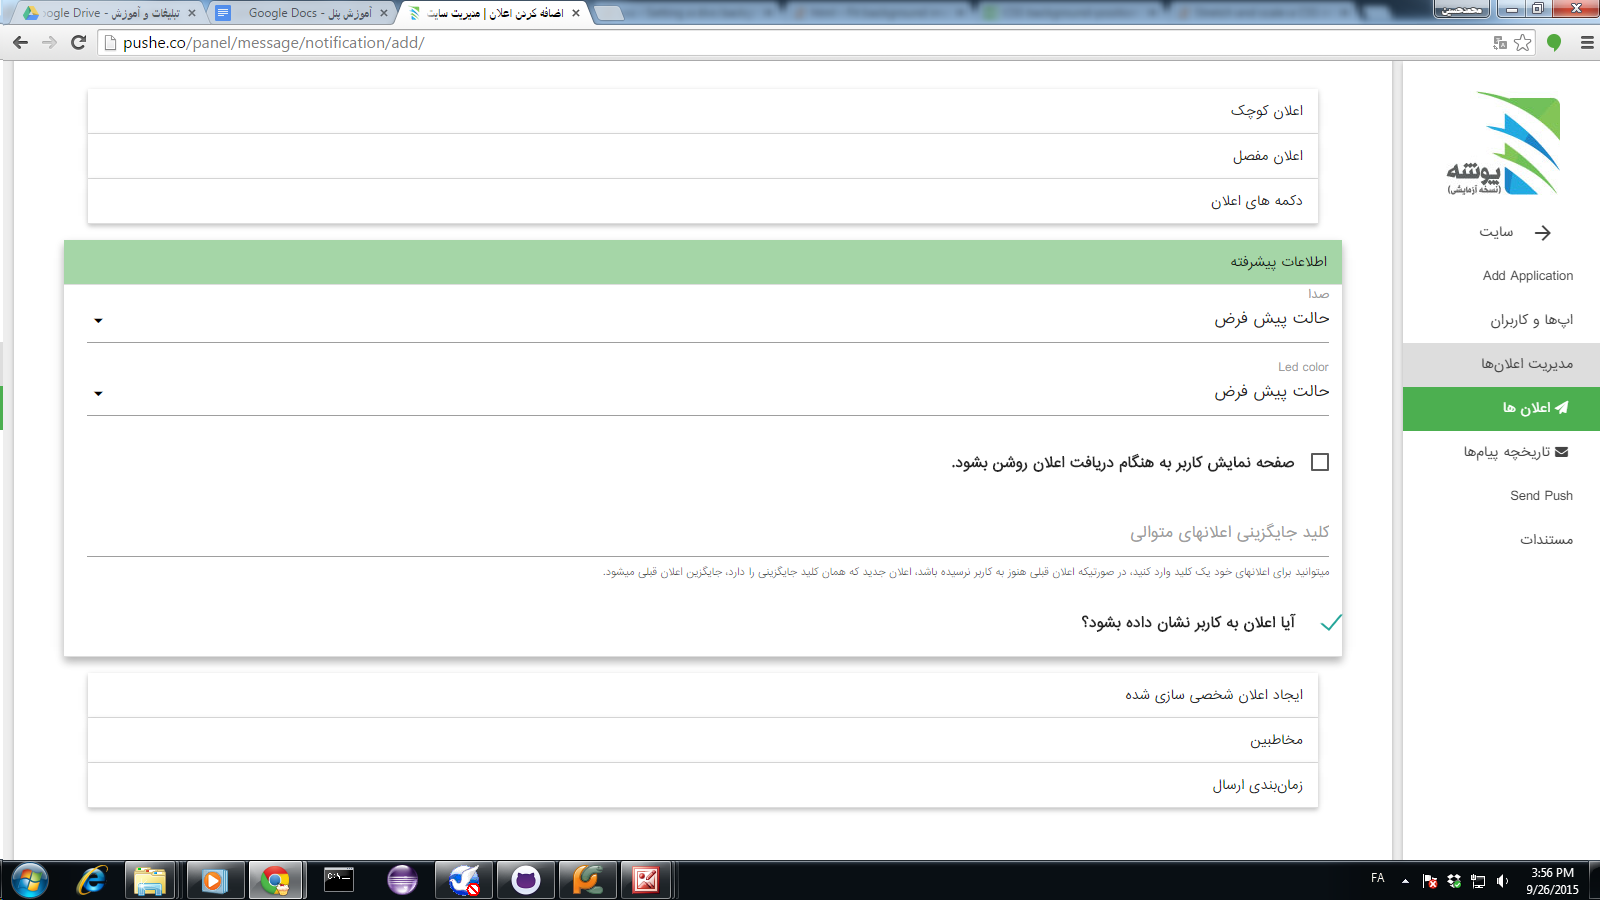 تبلیغات و آموزش - Google Drive
آموزش پنل - Google Docs
اضافه کردن اعلان | مدیریت سایت
محمدحسین
pushe.co/panel/message/notification/add/
اعلان کوچک
اعلان مفصل
دکمه های اعلان
اطلاعات پیشرفته
صدا
حالت پیش فرض
Led color
حالت پیش فرض
صفحه نمایش کاربر به هنگام دریافت اعلان روشن بشود.
کلید جایگزینی اعلانهای متوالی
میتوانید برای اعلانهای خود یک کلید وارد کنید، در صورتیکه اعلان قبلی هنوز به کاربر نرسیده باشد، اعلان جدید که همان کلید جایگزینی را دارد، جایگزین اعلان قبلی میشود.
آیا اعلان به کاربر نشان داده بشود؟
ایجاد اعلان شخصی سازی شده
مخاطبین
زمان‌بندی ارسال
پوشه
(نسخه آزمایشی)
سایت
Add Application
اپ‌ها و کاربران
مدیریت اعلان‌ها
اعلان ها
تاریخچه پیام‌ها
Send Push
مستندات
C:\_
FA
3:56 PM
9/26/2015